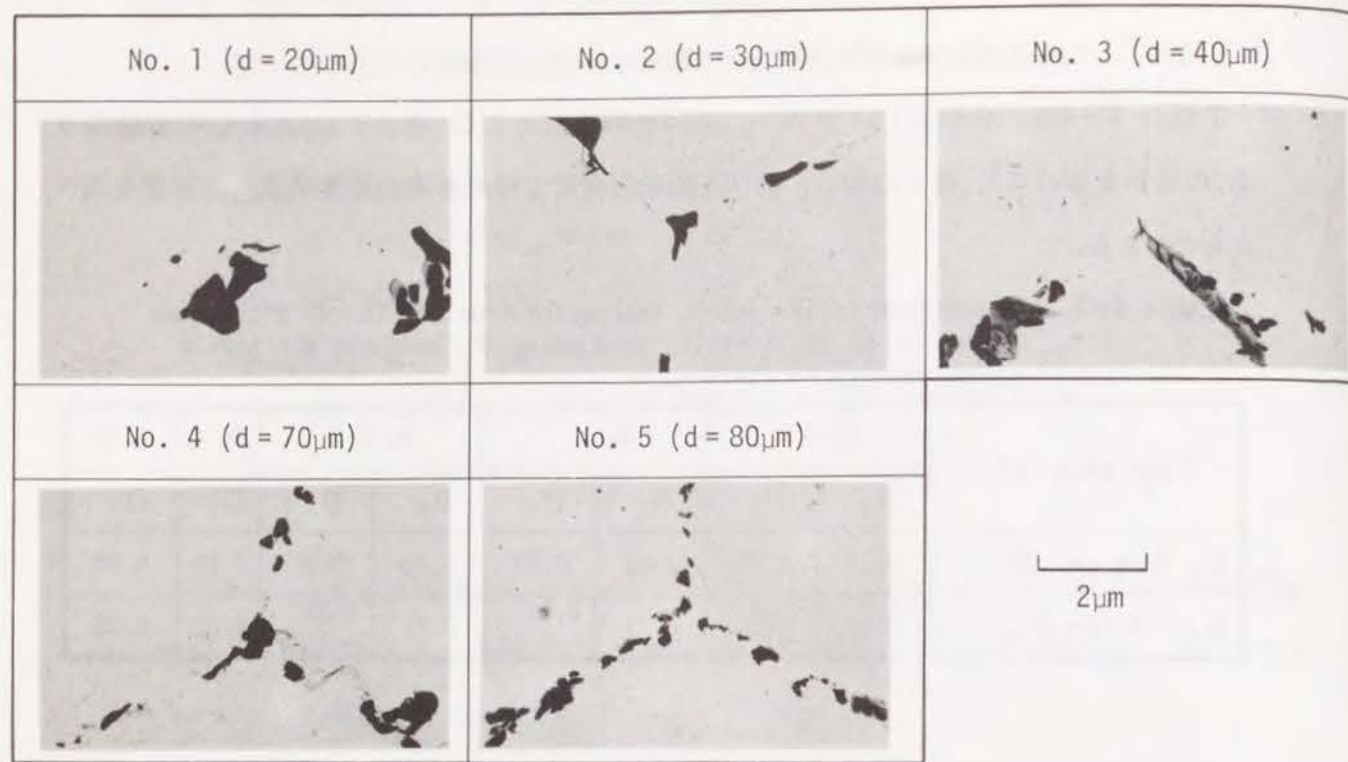 No. 1 (d = 20μm)
No. 2 (d = 30μm)
No. 3 (d = 40μm)
No. 4 (d = 70μm)
No. 5 (d = 80μm)
2μm